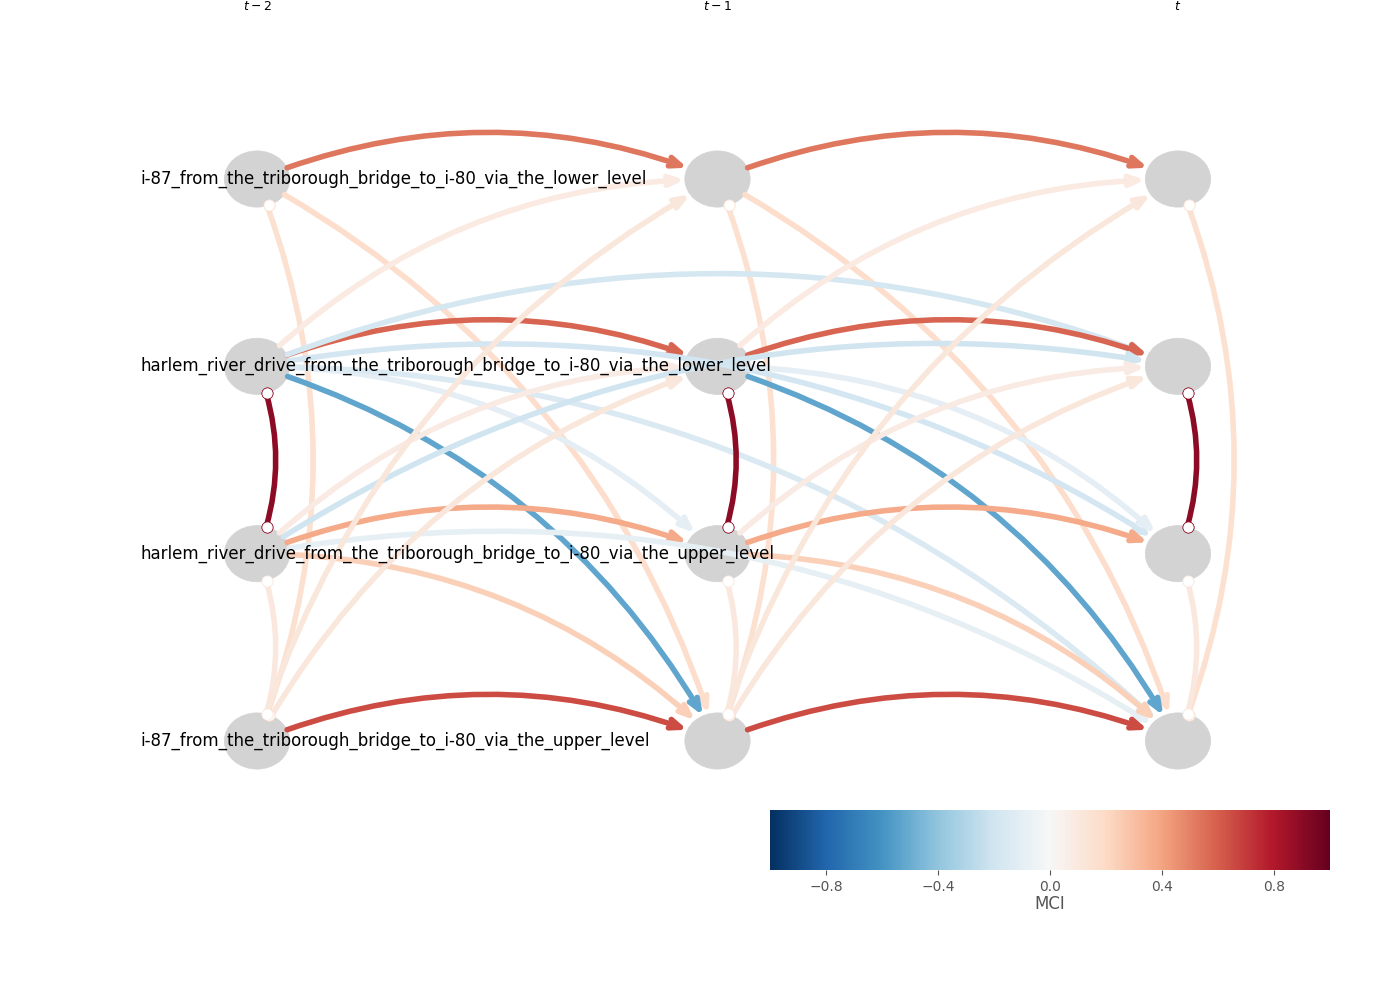 t − 2 t − 1 t
i-87_from_the_triborough_bridge_to_i-80_via_the_lower_level
harlem_river_drive_from_the_triborough_bridge_to_i-80_via_the_lower_level
harlem_river_drive_from_the_triborough_bridge_to_i-80_via_the_upper_level
i-87_from_the_triborough_bridge_to_i-80_via_the_upper_level
−0.8 −0.4 0.0 0.4 0.8
MCI